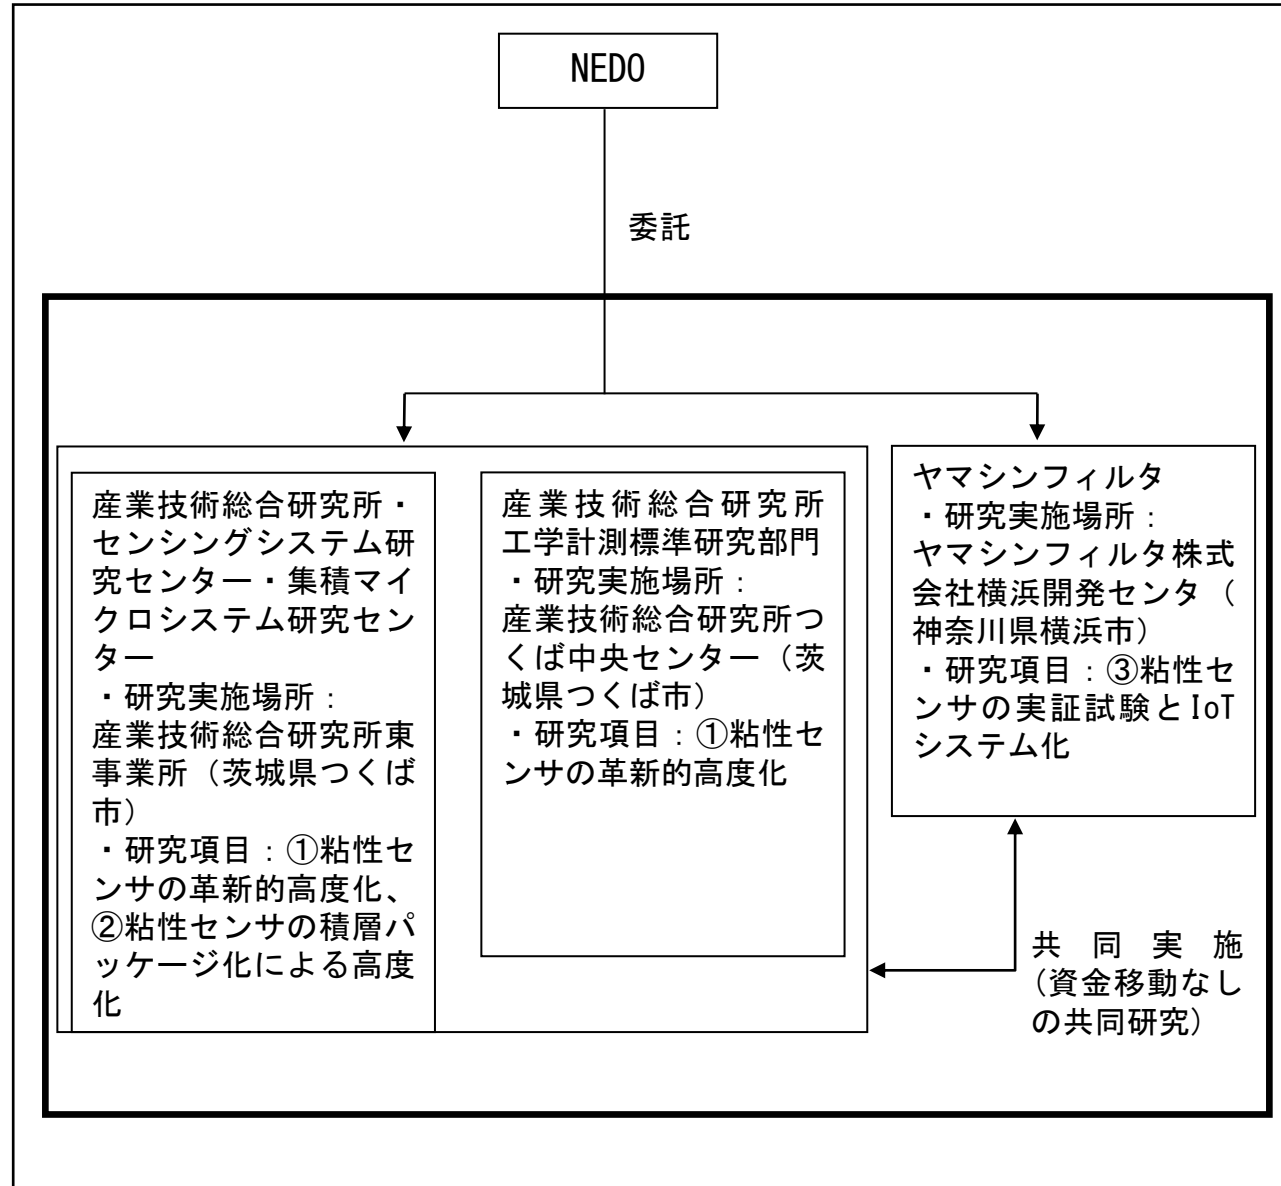 NEDO
委託
産業技術総合研究所・
センシングシステム研
究センター・集積マイ
クロシステム研究セン
ター
・研究実施場所：
産業技術総合研究所東
事業所（茨城県つくば
市）
・研究項目：①粘性セ
ンサの革新的高度化、
②粘性センサの積層パ
ッケージ化による高度
化
産業技術総合研究所
工学計測標準研究部門
・研究実施場所：
産業技術総合研究所つ
くば中央センター（茨
城県つくば市）
・研究項目：①粘性セ
ンサの革新的高度化
ヤマシンフィルタ
・研究実施場所：
ヤマシンフィルタ株式
会社横浜開発センタ（
神奈川県横浜市）
・研究項目：③粘性セ
ンサの実証試験とIoT
システム化
共同実施
（資金移動なし
の共同研究）